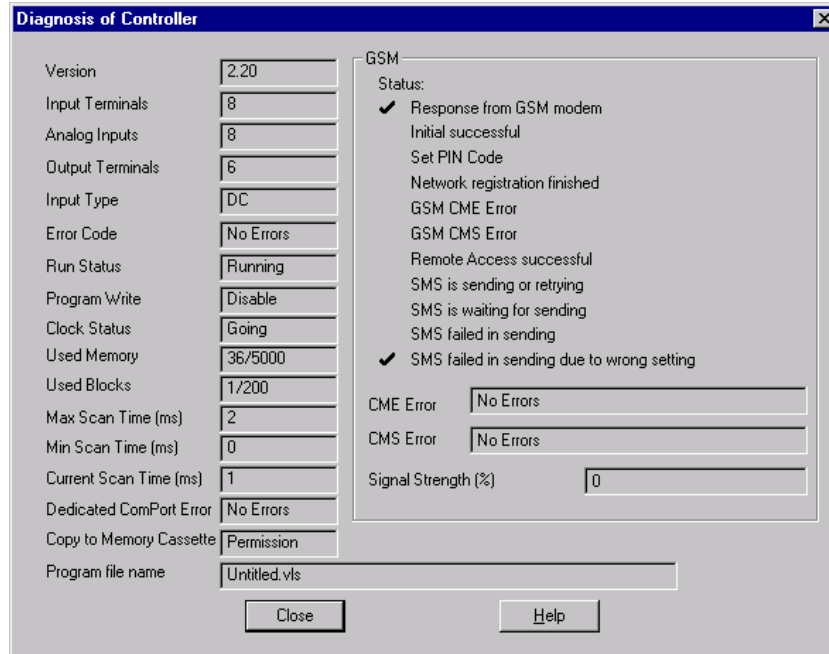 Diagnosis of Controller
Version 2.20
Input Terminals 8
Analog Inputs 8
Output Terminals 6
Input Type DC
Error Code No Errors
Run Status Running
Program Write Disable
Clock Status Going
Used Memory 36/5000
Used Blocks 1/200
Max Scan Time (ms) 2
Min Scan Time (ms) 0
Current Scan Time (ms) 1
Dedicated ComPort Error No Errors
Copy to Memory Cassette Permission
Program file name Untitled.vls
GSM
Status:
✓ Response from GSM modem
Initial successful
Set PIN Code
Network registration finished
GSM CME Error
GSM CMS Error
Remote Access successful
SMS is sending or retrying
SMS is waiting for sending
SMS failed in sending
✓ SMS failed in sending due to wrong setting
CME Error No Errors
CMS Error No Errors
Signal Strength (%) 0
Close
Help